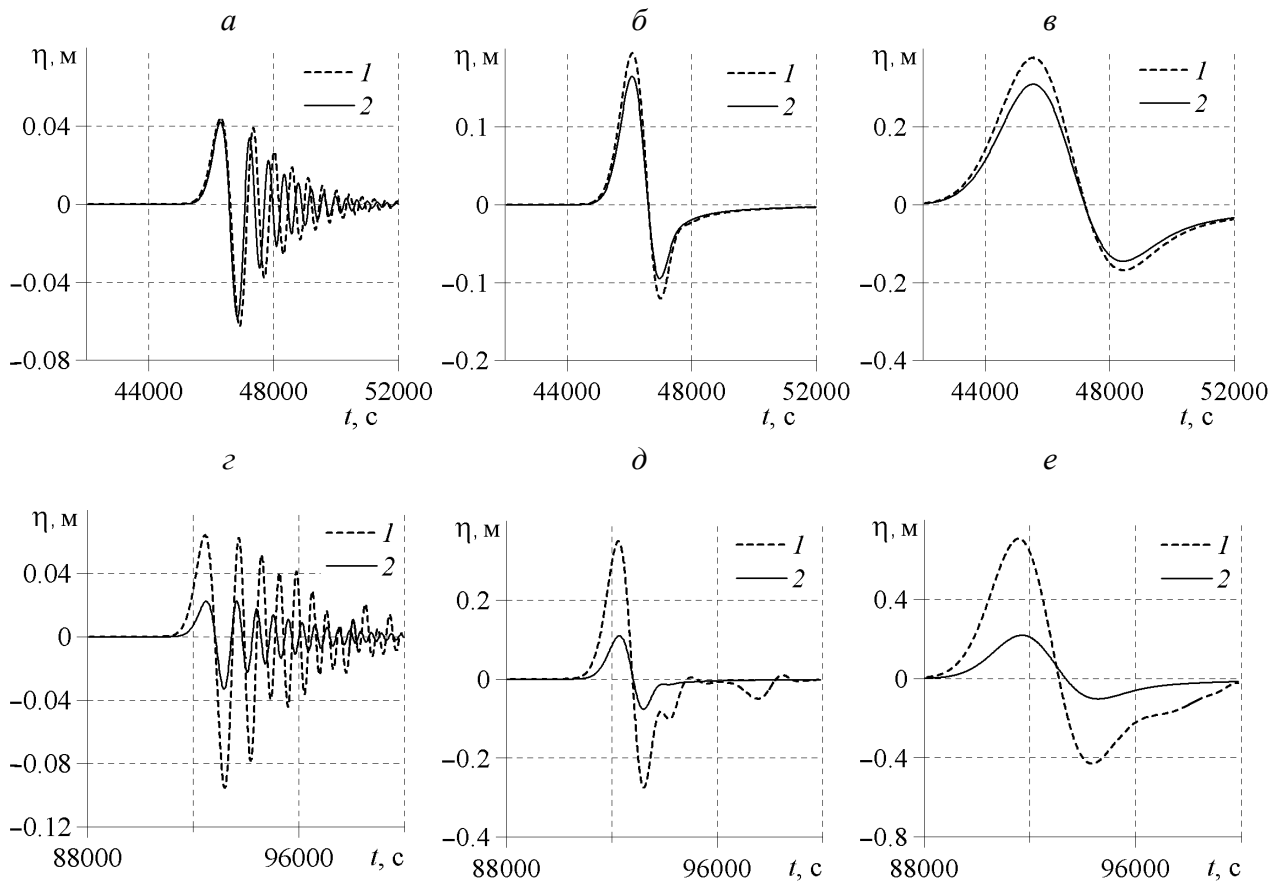 а б в
η, м 1 2 0.04 0 −0.04 −0.08 44000 48000 52000 t, с
η, м 1 2 0.1 0 −0.1 −0.2 44000 48000 52000 t, с
η, м 1 2 0.2 0 −0.2 −0.4 44000 48000 52000 t, с
г д е
η, м 1 2 0.04 0 −0.04 −0.08 −0.12 88000 96000 t, с
η, м 1 2 0.2 0 −0.2 −0.4 88000 96000 t, с
η, м 1 2 0.4 0 −0.4 −0.8 88000 96000 t, с